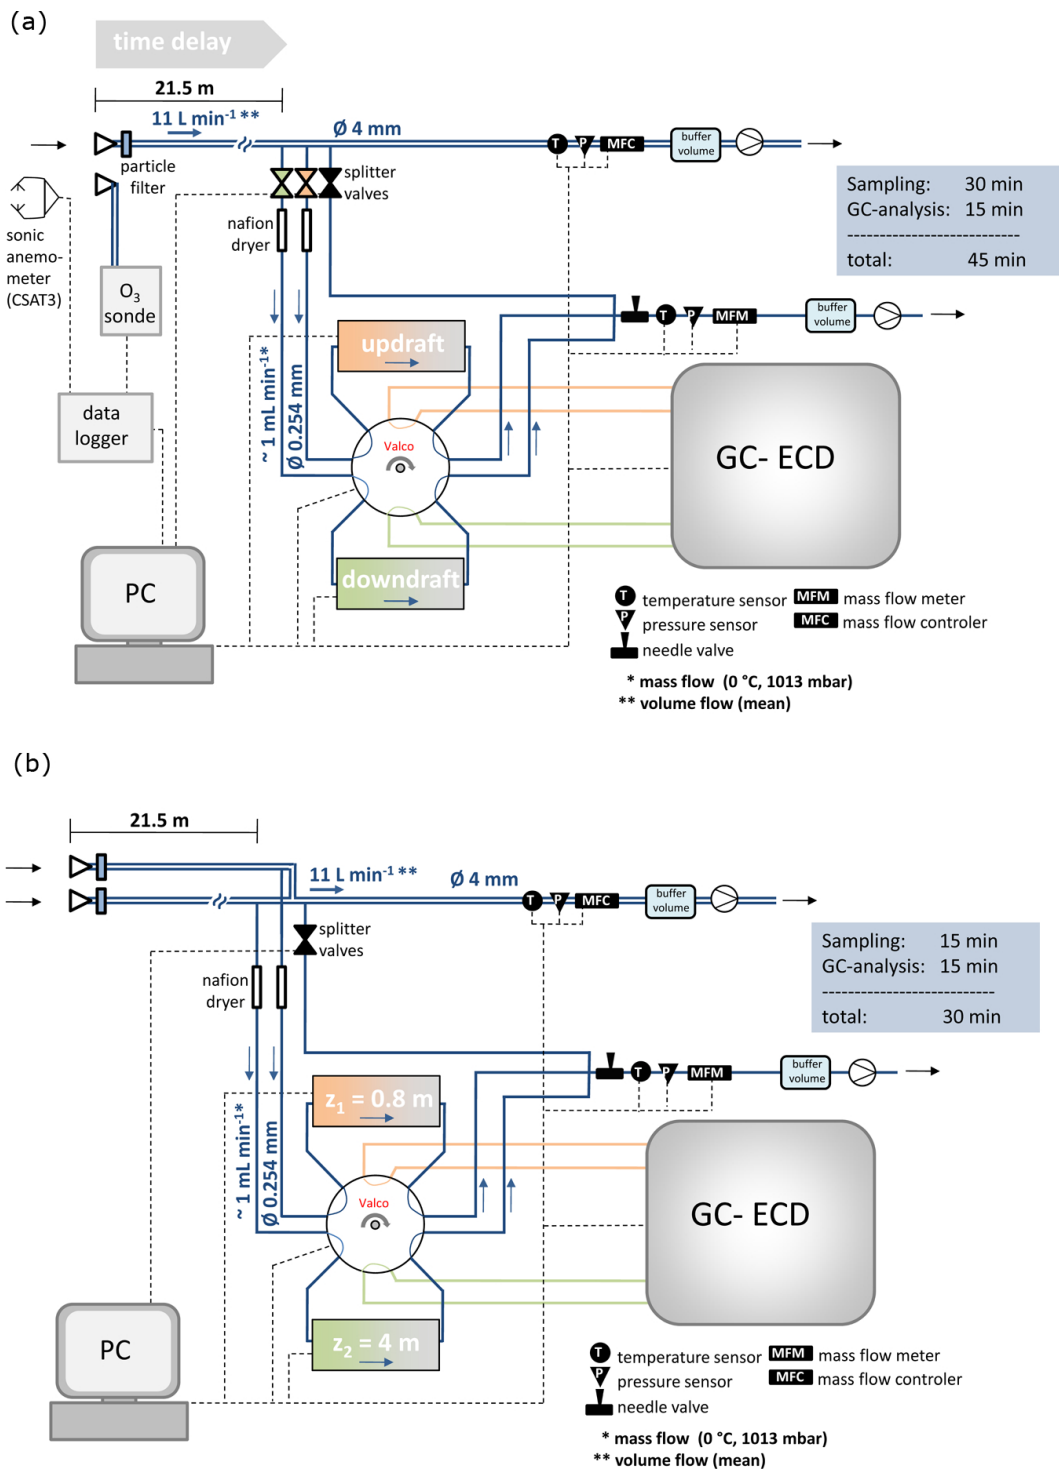 (a)
time delay
21.5 m
11 L min⁻¹ **
Ø 4 mm
T
P
MFC
buffer
volume
particle
filter
splitter
valves
Sampling: 30 min
GC-analysis: 15 min
---------------------------
total: 45 min
nafion
dryer
sonic
anemo-
meter
(CSAT3)
O₃
sonde
T
P
MFM
buffer
volume
updraft
~ 1 mL min⁻¹*
Ø 0.254 mm
data
logger
Valco
GC- ECD
PC
downdraft
T temperature sensor
MFM mass flow meter
P pressure sensor
MFC mass flow controler
needle valve
* mass flow (0 °C, 1013 mbar)
** volume flow (mean)
(b)
21.5 m
11 L min⁻¹ **
Ø 4 mm
T
P
MFC
buffer
volume
splitter
valves
Sampling: 15 min
GC-analysis: 15 min
---------------------------
total: 30 min
nafion
dryer
T
P
MFM
buffer
volume
z₁ = 0.8 m
~ 1 mL min⁻¹*
Ø 0.254 mm
Valco
GC- ECD
PC
z₂ = 4 m
T temperature sensor
MFM mass flow meter
P pressure sensor
MFC mass flow controler
needle valve
* mass flow (0 °C, 1013 mbar)
** volume flow (mean)